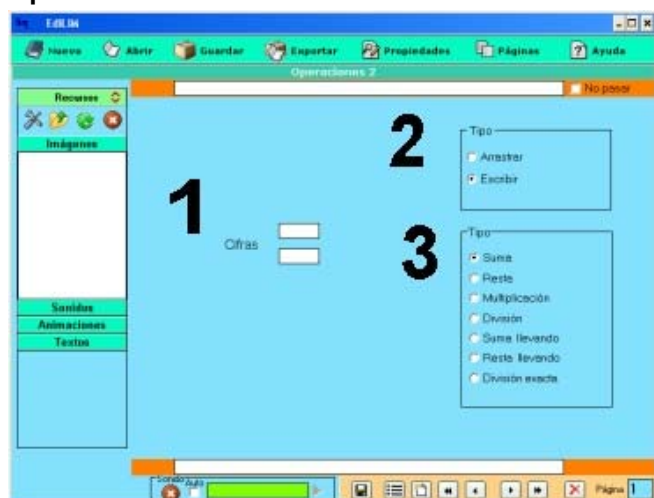 EdiLIM
Nuevo Abrir Guardar Exportar Propiedades Páginas Ayuda
Operaciones 2
Recursos
No pasar
Imágenes
Sonidos
Animaciones
Textos
1
Cifras
2
Tipo
Arrastrar
Escribir
3
Tipo
Suma
Resta
Multiplicación
División
Suma llevando
Resta llevando
División exacta
Sonidos
Auto
Página 1